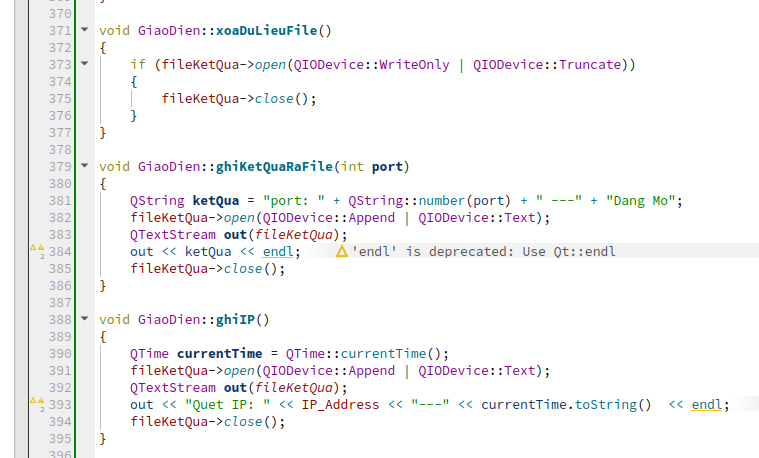 370
371 void GiaoDien::xoaDuLieuFile()
372 {
373 if (fileKetQua->open(QIODevice::WriteOnly | QIODevice::Truncate))
374 {
375 fileKetQua->close();
376 }
377 }
378
379 void GiaoDien::ghiKetQuaRaFile(int port)
380 {
381 QString ketQua = "port: " + QString::number(port) + " ---" + "Dang Mo";
382 fileKetQua->open(QIODevice::Append | QIODevice::Text);
383 QTextStream out(fileKetQua);
2 384 out << ketQua << endl; 'endl' is deprecated: Use Qt::endl
385 fileKetQua->close();
386 }
387
388 void GiaoDien::ghiIP()
389 {
390 QTime currentTime = QTime::currentTime();
391 fileKetQua->open(QIODevice::Append | QIODevice::Text);
392 QTextStream out(fileKetQua);
2 393 out << "Quet IP: " << IP_Address << "---" << currentTime.toString()  << endl;
394 fileKetQua->close();
395 }
396